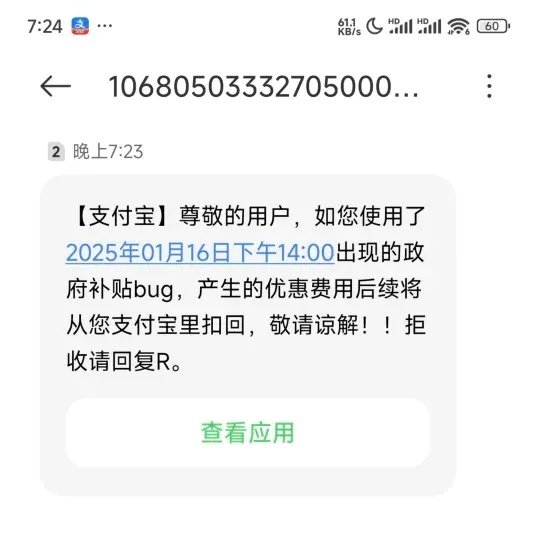 7:24 ... 61.1 KB/s HD HD 6 60
10680503332705000...
2 晚上7:23
【支付宝】尊敬的用户，如您使用了
2025年01月16日下午14:00出现的政
府补贴bug，产生的优惠费用后续将
从您支付宝里扣回，敬请谅解！！拒
收请回复R。
查看应用